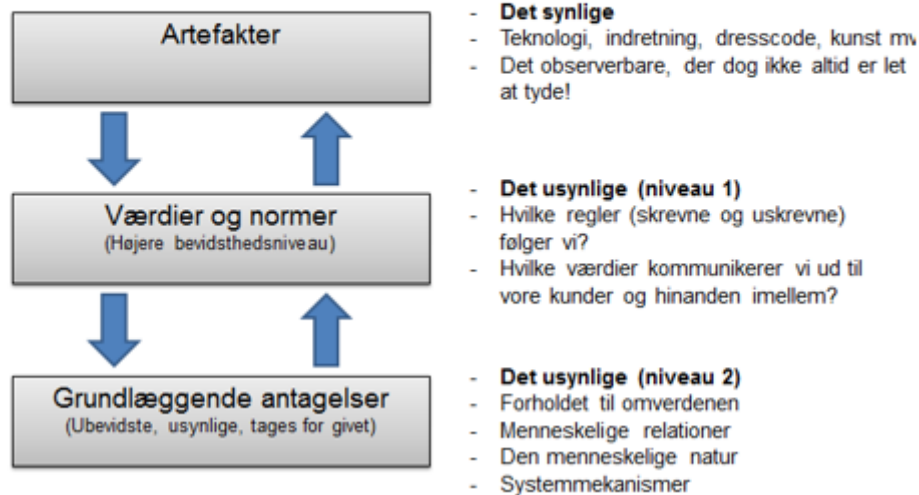 Artefakter
- Det synlige
- Teknologi, indretning, dresscode, kunst mv
- Det observerbare, der dog ikke altid er let
at tyde!
Værdier og normer
(Højere bevidsthedsniveau)
- Det usynlige (niveau 1)
- Hvilke regler (skrevne og uskrevne)
følger vi?
- Hvilke værdier kommunikerer vi ud til
vore kunder og hinanden imellem?
Grundlæggende antagelser
(Ubevidste, usynlige, tages for givet)
- Det usynlige (niveau 2)
- Forholdet til omverdenen
- Menneskelige relationer
- Den menneskelige natur
- Systemmekanismer